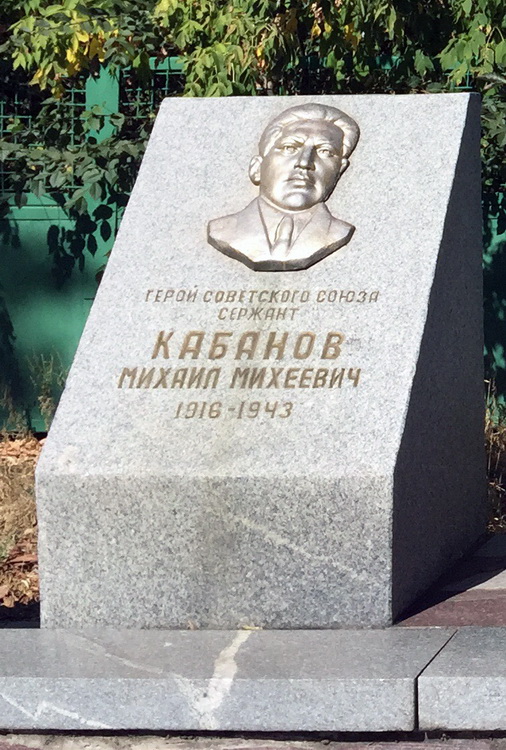 ГЕРОЙ СОВЕТСКОГО СОЮЗА
СЕРЖАНТ
КАБАНОВ
МИХАИЛ МИХЕЕВИЧ
1916-1943